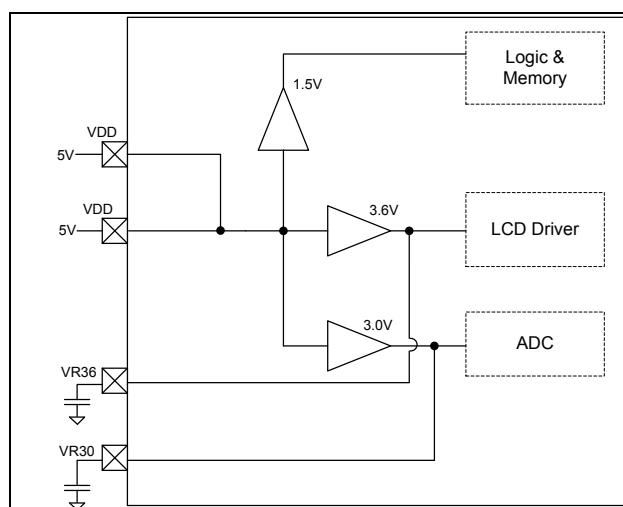 Logic &
Memory
1.5V
VDD
5V
VDD
5V
3.6V
LCD Driver
3.0V
ADC
VR36
VR30